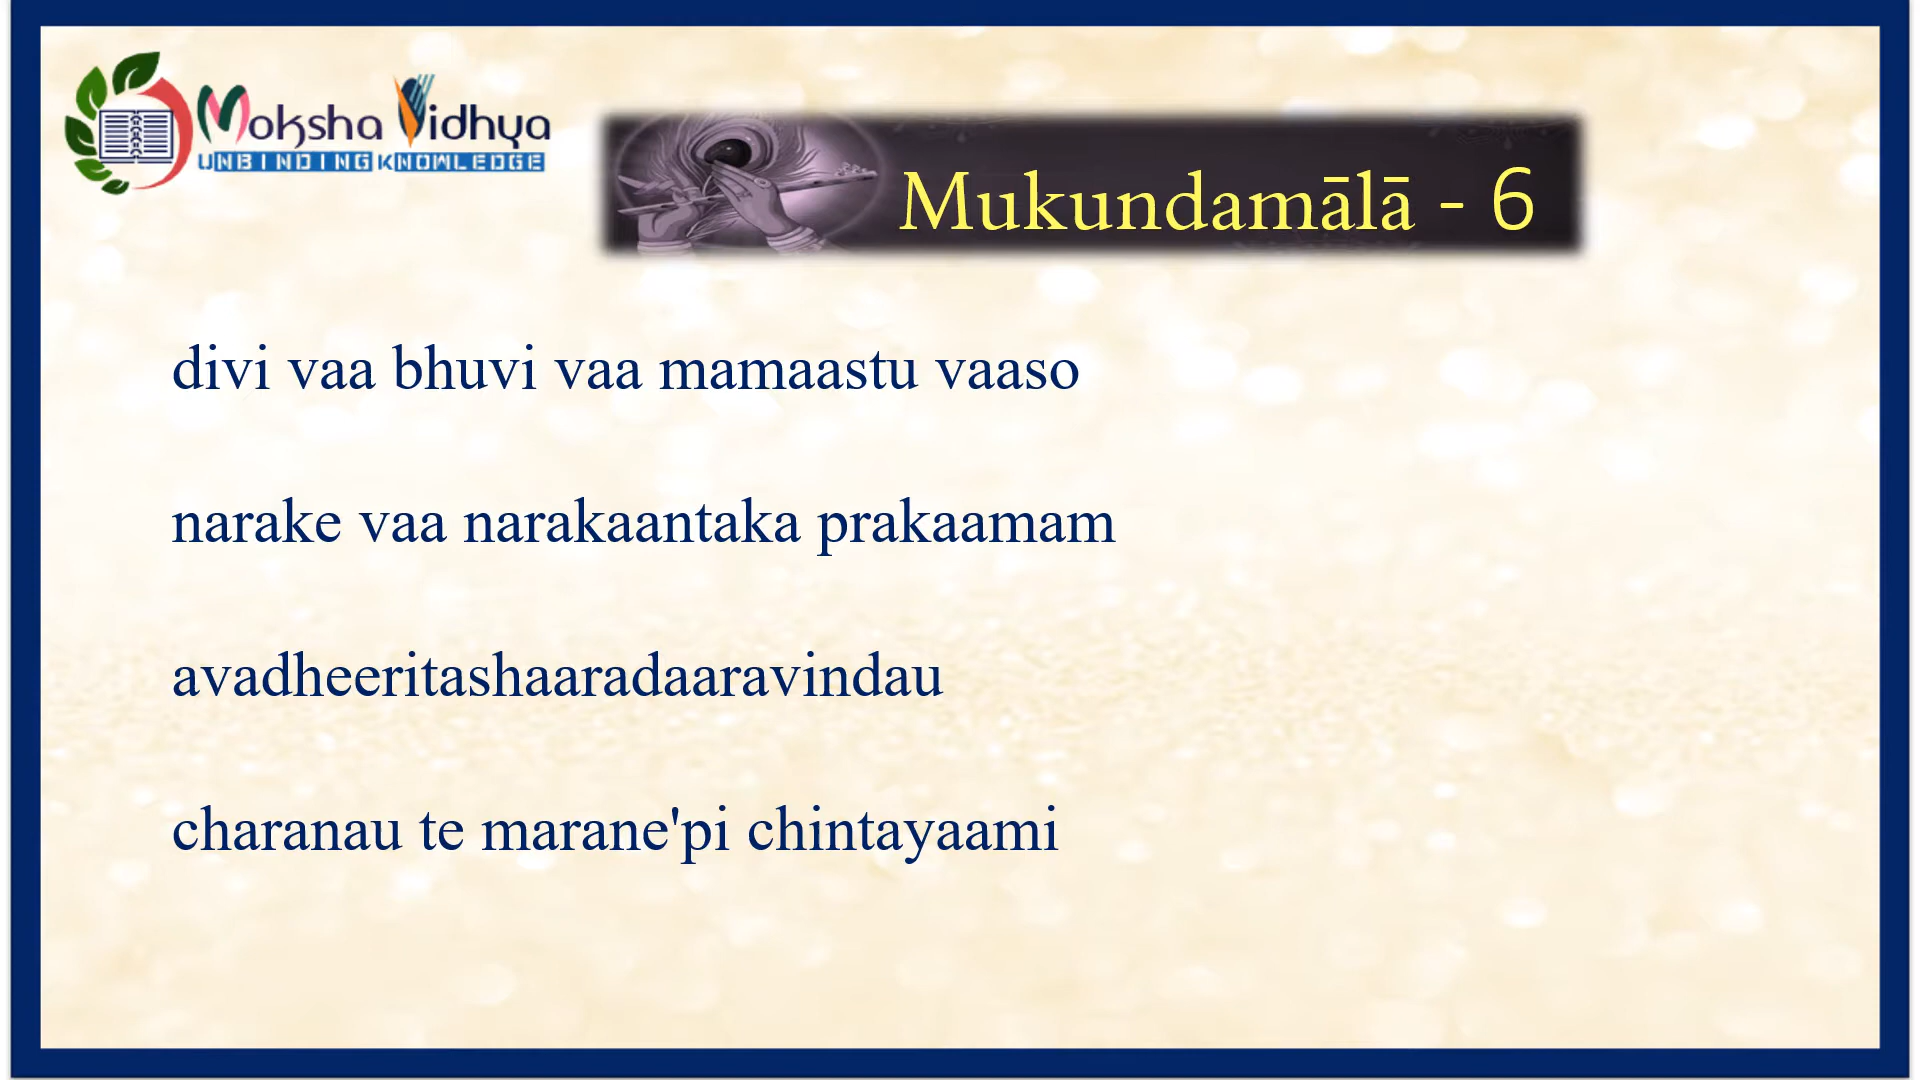 Moksha Vidhya
UNBINDING KNOWLEDGE
Mukundamālā - 6
divi vaa bhuvi vaa mamaastu vaaso
narake vaa narakaantaka prakaamam
avadheeritashaaradaaravindau
charanau te marane'pi chintayaami